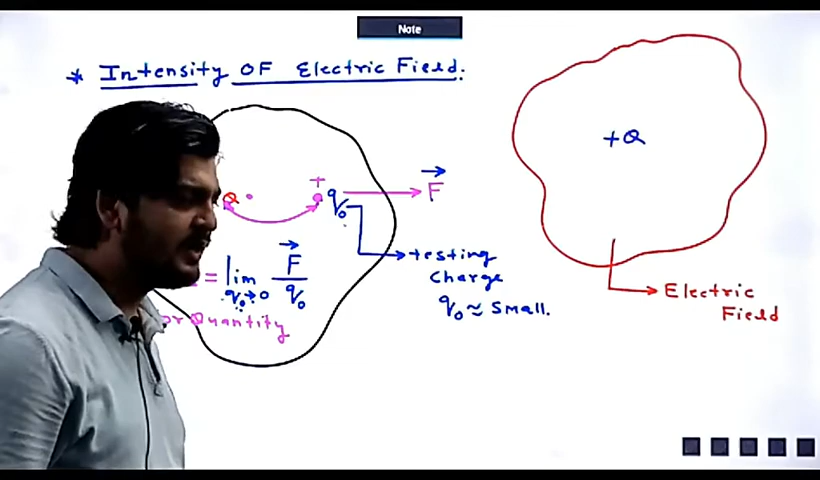 Note
* Intensity OF Electric Field.
+Q
Q
+
q₀
F
testing
Charge
q₀ ≈ Small.
= lim F/q₀
q₀→0
Quantity
Electric
Field